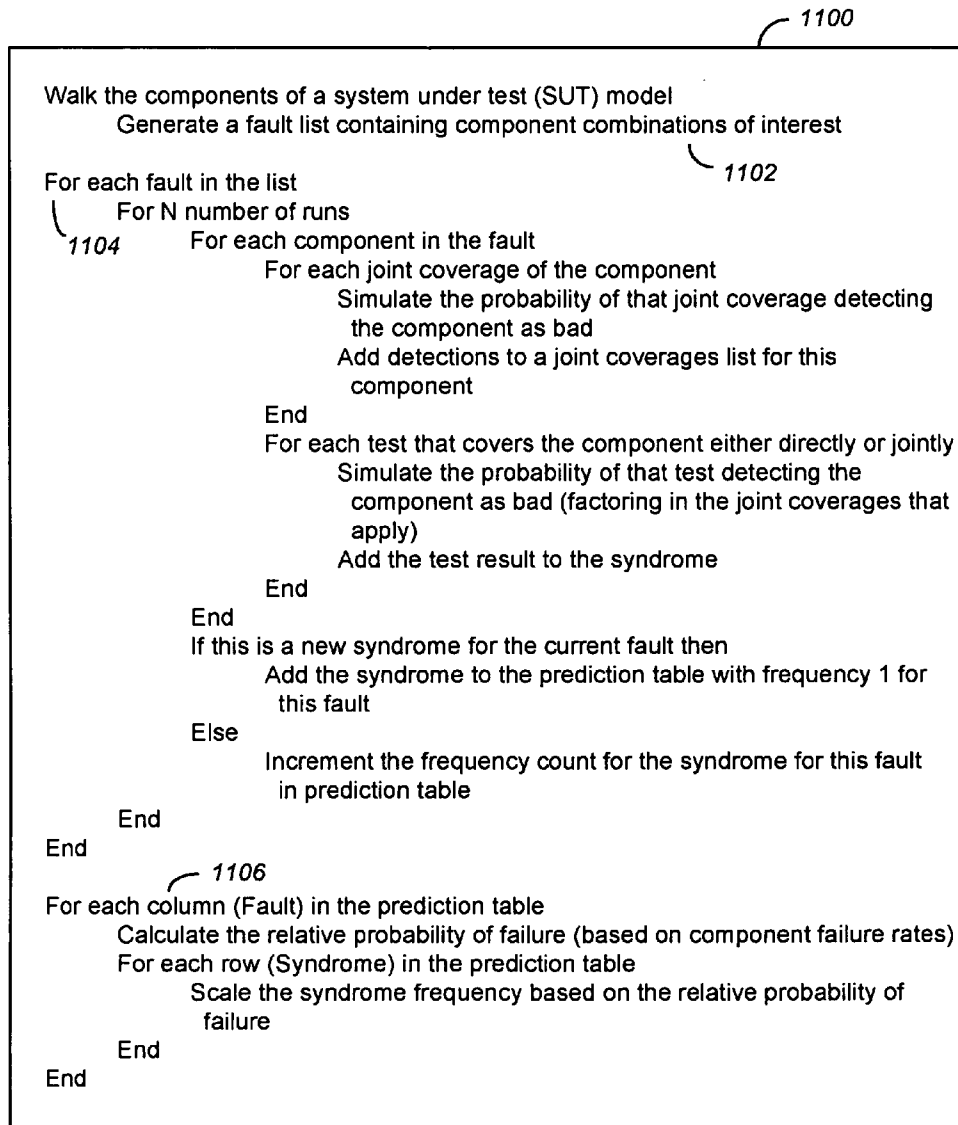 1100
Walk the components of a system under test (SUT) model
Generate a fault list containing component combinations of interest
1102
For each fault in the list
For N number of runs
1104
For each component in the fault
For each joint coverage of the component
Simulate the probability of that joint coverage detecting
the component as bad
Add detections to a joint coverages list for this
component
End
For each test that covers the component either directly or jointly
Simulate the probability of that test detecting the
component as bad (factoring in the joint coverages that
apply)
Add the test result to the syndrome
End
End
If this is a new syndrome for the current fault then
Add the syndrome to the prediction table with frequency 1 for
this fault
Else
Increment the frequency count for the syndrome for this fault
in prediction table
End
End
1106
For each column (Fault) in the prediction table
Calculate the relative probability of failure (based on component failure rates)
For each row (Syndrome) in the prediction table
Scale the syndrome frequency based on the relative probability of
failure
End
End